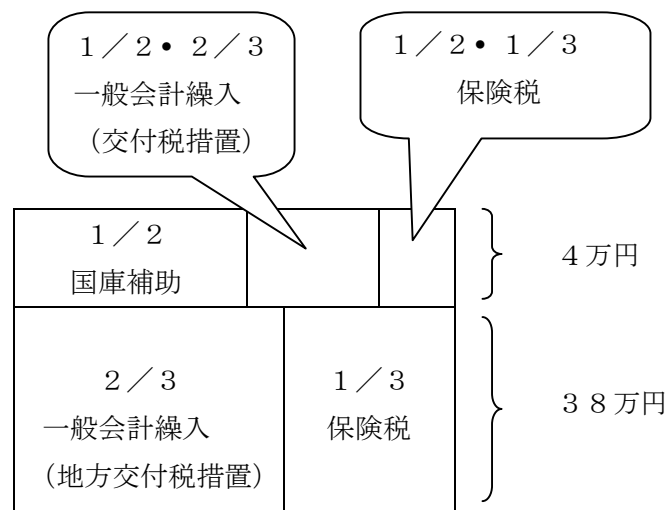 １／２・２／３
一般会計繰入
（交付税措置）
１／２・１／３
保険税
１／２
国庫補助
４万円
２／３
一般会計繰入
（地方交付税措置）
１／３
保険税
３８万円